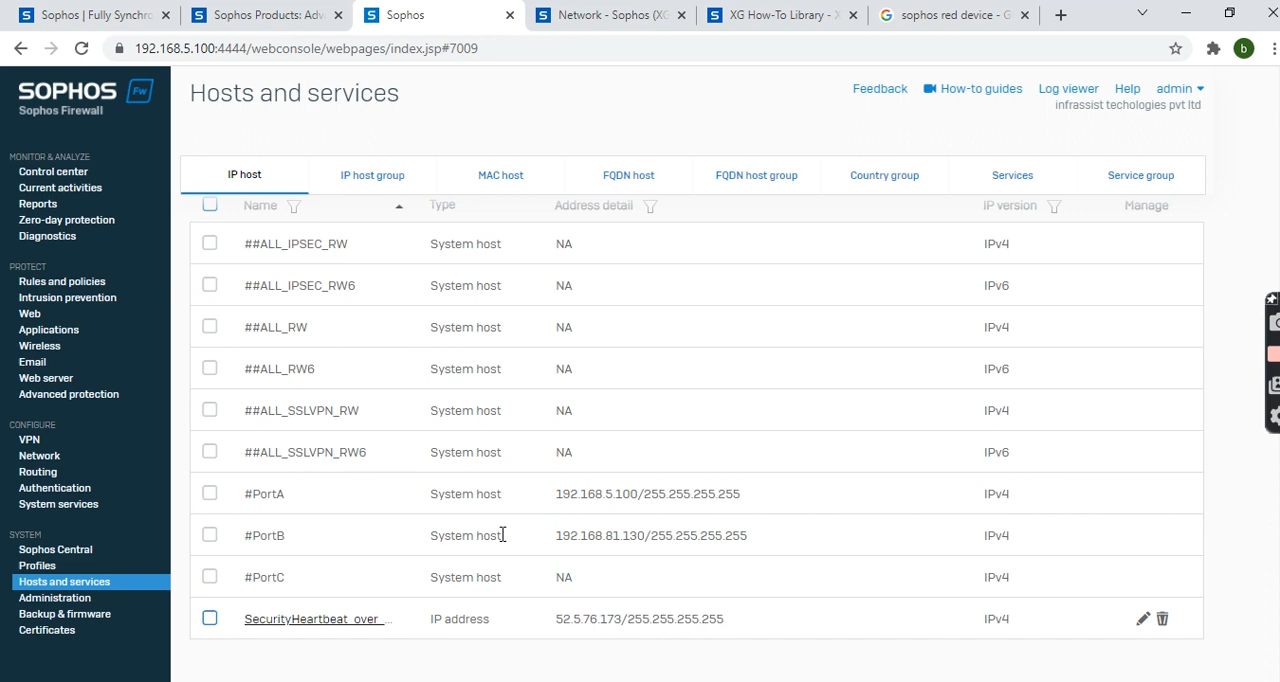 Sophos | Fully Synchro
Sophos Products: Adv
Sophos
Network - Sophos (XG
XG How-To Library - X
sophos red device - G
192.168.5.100:4444/webconsole/webpages/index.jsp#7009
b
SOPHOS Fw
Sophos Firewall
MONITOR & ANALYZE
Control center
Current activities
Reports
Zero-day protection
Diagnostics
PROTECT
Rules and policies
Intrusion prevention
Web
Applications
Wireless
Email
Web server
Advanced protection
CONFIGURE
VPN
Network
Routing
Authentication
System services
SYSTEM
Sophos Central
Profiles
Hosts and services
Administration
Backup & firmware
Certificates
Hosts and services
Feedback How-to guides Log viewer Help admin
infrassist techologies pvt ltd
IP host IP host group MAC host FQDN host FQDN host group Country group Services Service group
Name Type Address detail IP version Manage
##ALL_IPSEC_RW System host NA IPv4
##ALL_IPSEC_RW6 System host NA IPv6
##ALL_RW System host NA IPv4
##ALL_RW6 System host NA IPv6
##ALL_SSLVPN_RW System host NA IPv4
##ALL_SSLVPN_RW6 System host NA IPv6
#PortA System host 192.168.5.100/255.255.255.255 IPv4
#PortB System host 192.168.81.130/255.255.255.255 IPv4
#PortC System host NA IPv4
SecurityHeartbeat_over_... IP address 52.5.76.173/255.255.255.255 IPv4